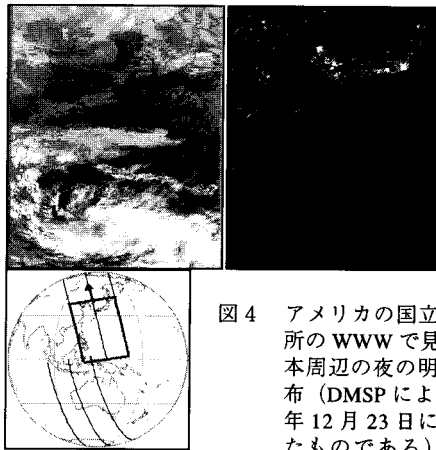 図4 アメリカの国立
所のWWWで見
本周辺の夜の明
布（DMSPによ
年12月23日に
たものである）